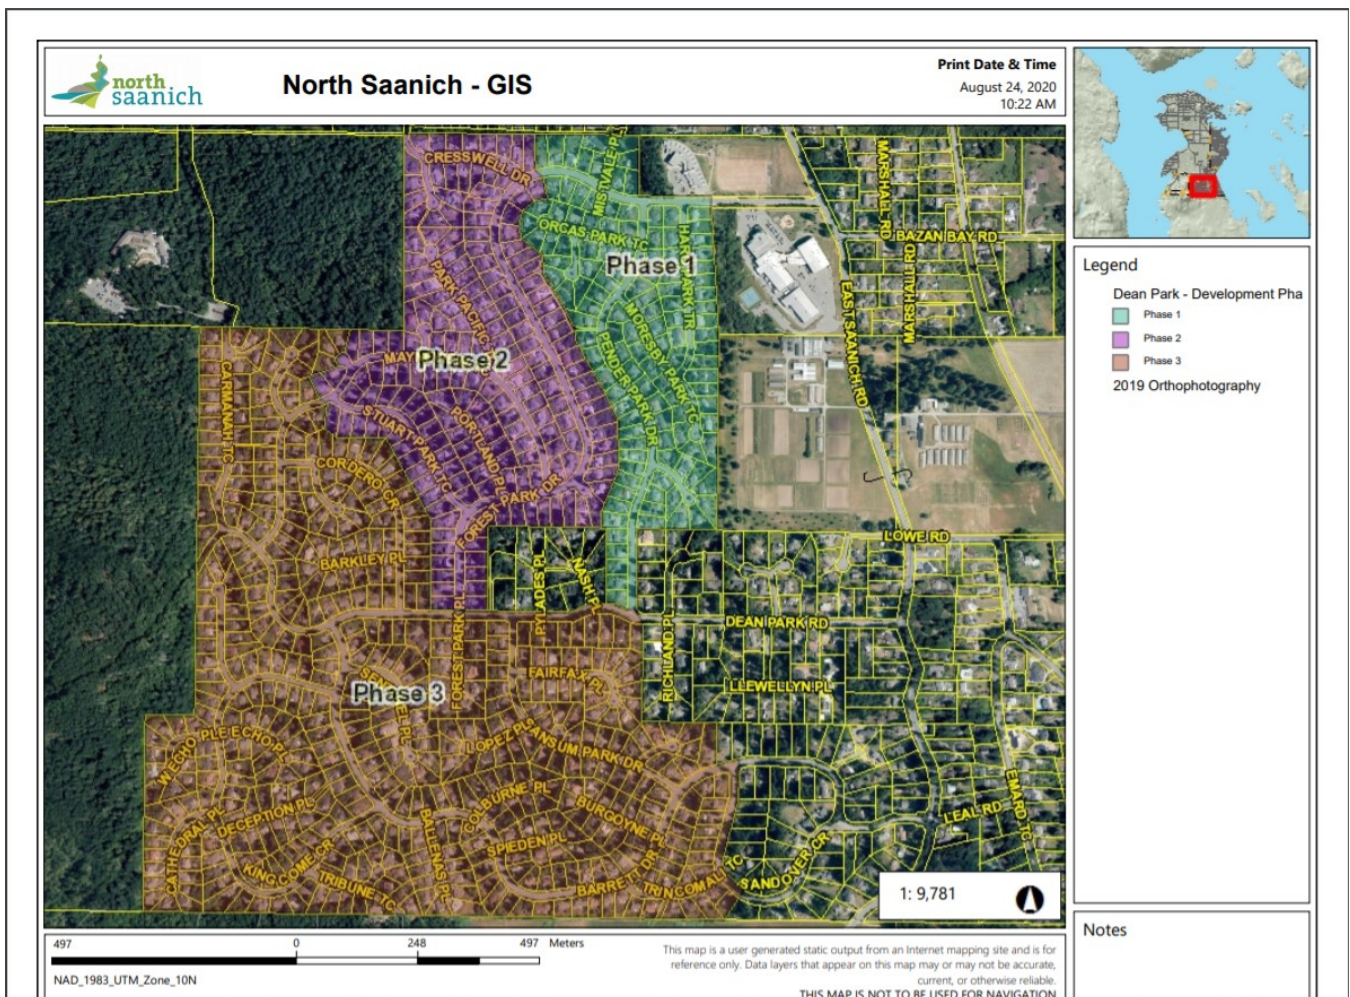 north
saanich
North Saanich - GIS
Print Date & Time
August 24, 2020
10:22 AM
CRESSWELL DR
MISTVALE PL
ORCAS PARK TC
Phase 1
MARSHALL RD
BAZAN BAY RD
MARSHALL RD
PARK PACIFIC
MORESBY PARK TC
PENDER PARK DR
EAST SAANICH RD
MAY
Phase 2
CARMANAH TC
STUART PARK TC
PORTLAND PL
CORDERO CR
FOREST PARK DR
LOWE RD
BARKLEY PL
PYLADES PL
NASH PL
DEAN PARK RD
FOREST PARK PL
RICHLAND PL
FAIRFAX PL
LLEWELLYN PL
Phase 3
ECHO PL
LOPEZ PL
DECEPTION PL
CATHEDRAL PL
COLBURNE PL
BURGOYNE PL
EMARD TC
LEAL RD
BALLENAS PL
SPIEDEN PL
KINGCOME CR
TRIBUNE TC
BARRETT DR
TRINCOMALI TC
SANDOVER CR
1: 9,781
Legend
Dean Park - Development Pha
Phase 1
Phase 2
Phase 3
2019 Orthophotography
Notes
497 0 248 497 Meters
NAD_1983_UTM_Zone_10N
This map is a user generated static output from an Internet mapping site and is for
reference only. Data layers that appear on this map may or may not be accurate,
current, or otherwise reliable.
THIS MAP IS NOT TO BE USED FOR NAVIGATION